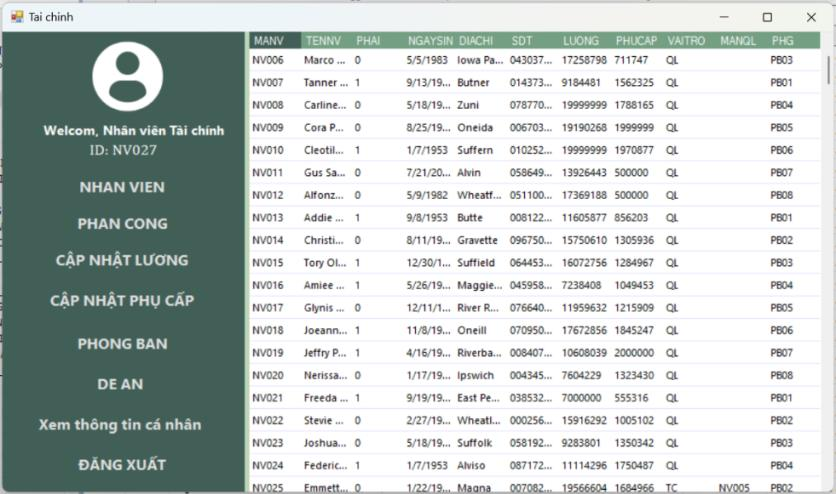 Tai chinh
Welcom, Nhân viên Tài chính
ID: NV027
NHAN VIEN
PHAN CONG
CẬP NHẬT LƯƠNG
CẬP NHẬT PHỤ CẤP
PHONG BAN
DE AN
Xem thông tin cá nhân
ĐĂNG XUẤT
MANV TENNV PHAI NGAYSIN DIACHI SDT LUONG PHUCAP VAITRO MANQL PHG
NV006 Marco ... 0 5/5/1983 Iowa Pa... 043037... 17258798 711747 QL PB03
NV007 Tanner ... 1 9/13/19... Butner 014373... 9184481 1562325 QL PB01
NV008 Carline... 0 5/18/19... Zuni 078770... 19999999 1788165 QL PB04
NV009 Cora P... 0 8/25/19... Oneida 006703... 19190268 1999999 QL PB05
NV010 Cleotil... 1 1/7/1953 Suffern 010252... 19999999 1970877 QL PB06
NV011 Gus Sa... 0 7/21/20... Alvin 058649... 13926443 500000 QL PB07
NV012 Alfonz... 0 5/9/1982 Wheatf... 051100... 17369188 500000 QL PB08
NV013 Addie ... 1 9/8/1953 Butte 008122... 11605877 856203 QL PB01
NV014 Christi... 0 8/11/19... Gravette 096750... 15750610 1305936 QL PB02
NV015 Tory Ol... 1 12/30/1... Suffield 064453... 16072756 1284967 QL PB03
NV016 Amiee ... 1 5/26/19... Maggie... 045958... 7238408 1049453 QL PB04
NV017 Glynis ... 0 12/11/1... River R... 076640... 11959632 1215909 QL PB05
NV018 Joeann... 1 11/8/19... Oneill 070950... 17672856 1845247 QL PB06
NV019 Jeffry P... 1 4/16/19... Riverba... 008407... 10608039 2000000 QL PB07
NV020 Nerissa... 0 1/17/19... Ipswich 004345... 7604229 1323430 QL PB08
NV021 Freeda ... 1 9/19/19... East Pe... 038532... 7000000 555316 QL PB01
NV022 Stevie ... 0 2/27/19... Wheatl... 000256... 15916292 1005102 QL PB02
NV023 Joshua... 0 5/18/19... Suffolk 058192... 9283801 1350342 QL PB03
NV024 Federic... 1 1/7/1953 Alviso 087172... 11114296 1750487 QL PB04
NV025 Emmett... 0 1/22/19... Magna 007082... 19566604 1684966 TC NV005 PB02